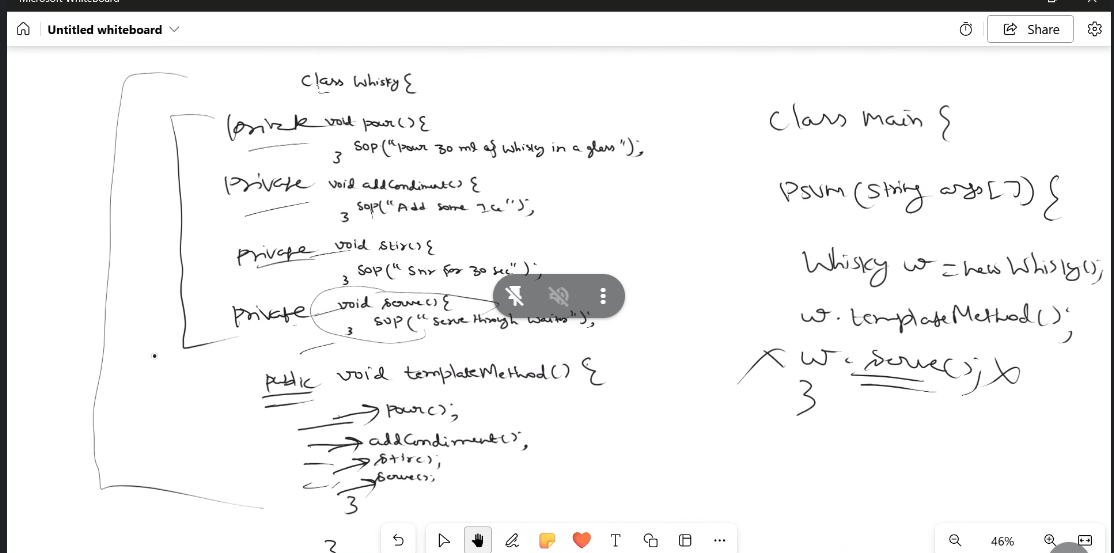 Microsoft Whiteboard
Untitled whiteboard
Share
Class Whisky {
private void pour() {
SOP("Pour 30 ml of Whisky in a glass");
}
private void addCondiment() {
SOP("Add some Ice");
}
private void stir() {
SOP("Stir for 30 sec");
}
private void serve() {
SOP("Serve through waiter");
}
public void templateMethod() {
pour();
addCondiment();
stir();
serve();
}
}
Class Main {
PSVM (String args[]) {
Whisky w = new Whisky();
w.templateMethod();
w.serve();
}
46%